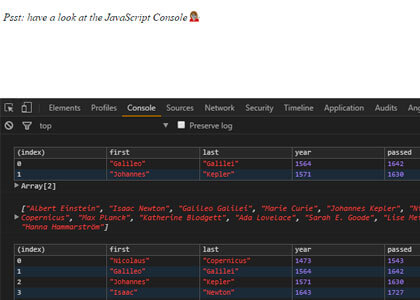 Psst: have a look at the JavaScript Console 💁
Elements Profiles Console Sources Network Security Timeline Application Audits
top Preserve log
(index) first last year passed
0 "Galileo" "Galilei" 1564 1642
1 "Johannes" "Kepler" 1571 1630
Array[2]
["Albert Einstein", "Isaac Newton", "Galileo Galilei", "Marie Curie", "Johannes Kepler",
Copernicus", "Max Planck", "Katherine Blodgett", "Ada Lovelace", "Sarah E. Goode", "Lise
"Hanna Hammarström"]
(index) first last year passed
0 "Nicolaus" "Copernicus" 1473 1543
1 "Galileo" "Galilei" 1564 1642
2 "Johannes" "Kepler" 1571 1630
3 "Isaac" "Newton" 1643 1727